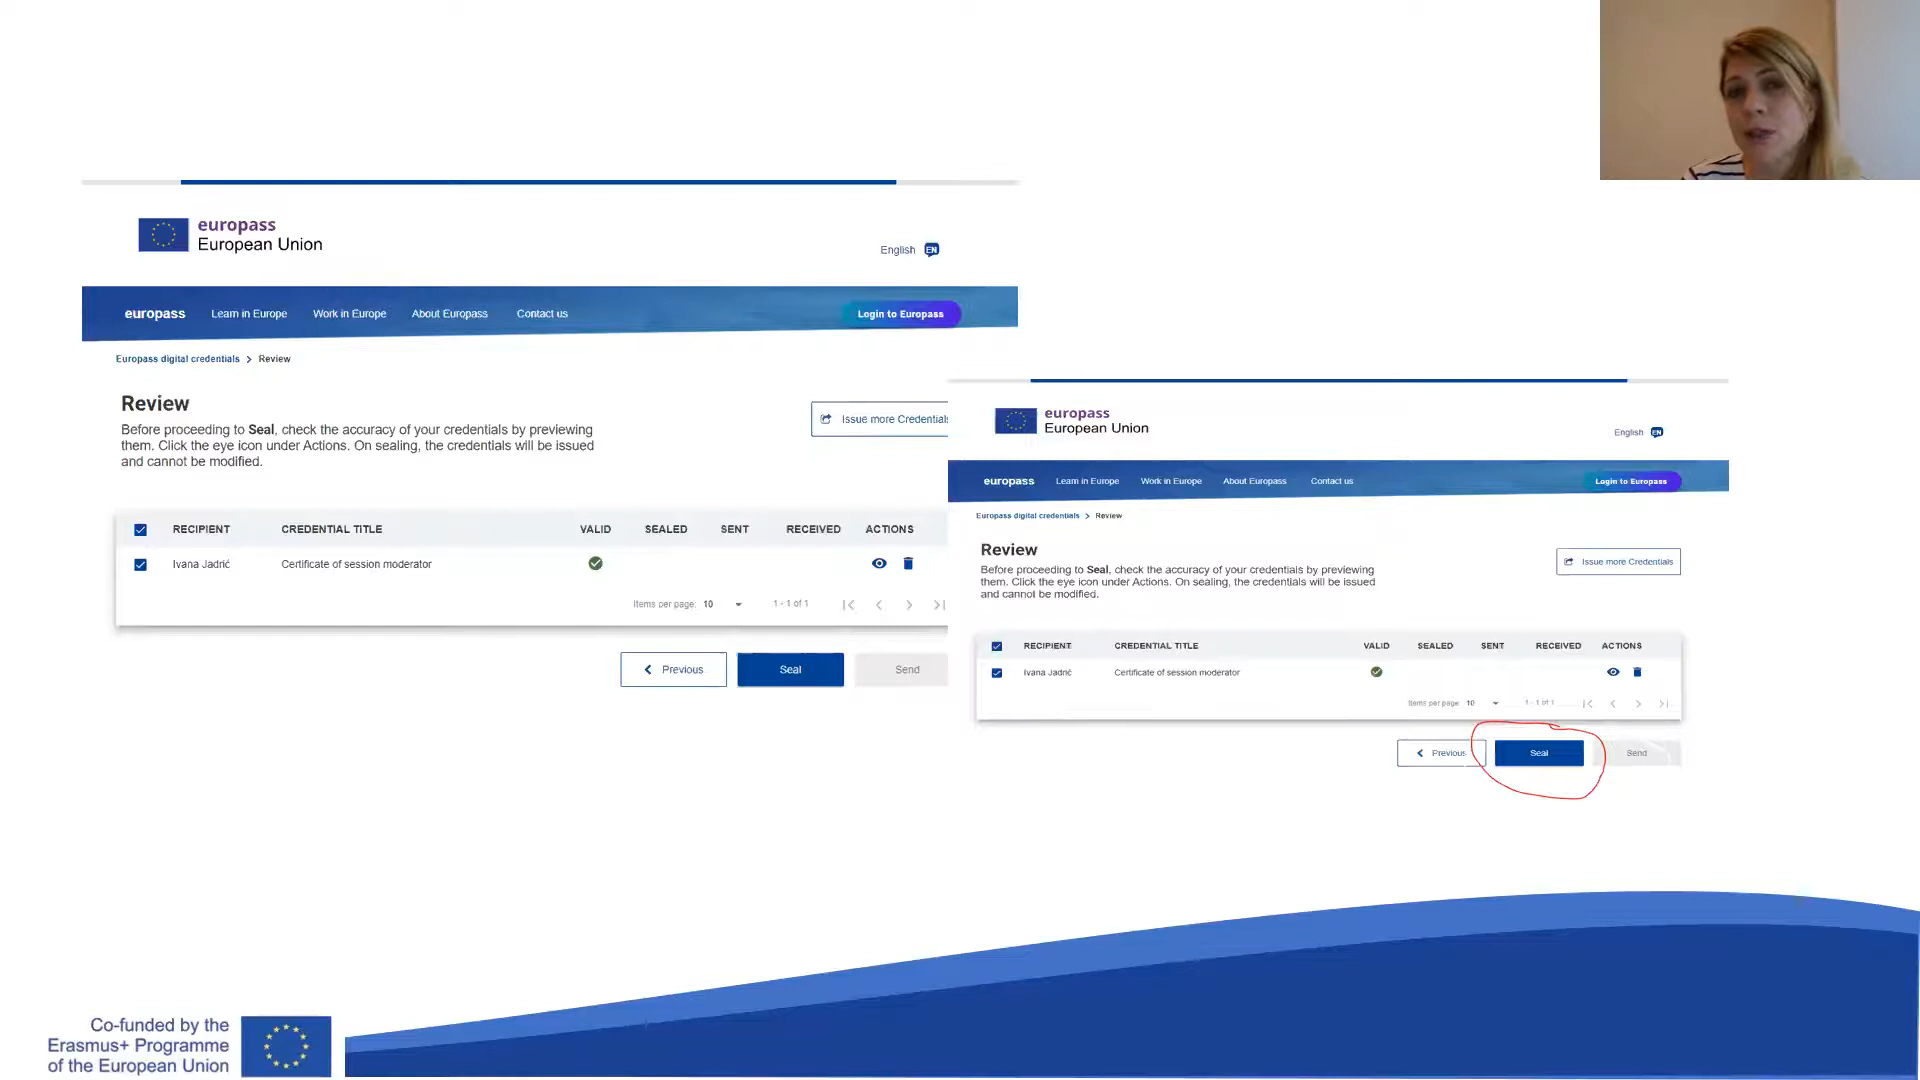 europass
European Union
English EN
europass Learn in Europe Work in Europe About Europass Contact us Login to Europass
Europass digital credentials > Review
Review
Before proceeding to Seal, check the accuracy of your credentials by previewing
them. Click the eye icon under Actions. On sealing, the credentials will be issued
and cannot be modified.
Issue more Credentials
RECIPIENT CREDENTIAL TITLE VALID SEALED SENT RECEIVED ACTIONS
Ivana Jadrić Certificate of session moderator
Items per page: 10 1 - 1 of 1
Previous Seal Send
europass
European Union
English EN
europass Learn in Europe Work in Europe About Europass Contact us Login to Europass
Europass digital credentials > Review
Review
Before proceeding to Seal, check the accuracy of your credentials by previewing
them. Click the eye icon under Actions. On sealing, the credentials will be issued
and cannot be modified.
Issue more Credentials
RECIPIENT CREDENTIAL TITLE VALID SEALED SENT RECEIVED ACTIONS
Ivana Jadrić Certificate of session moderator
Items per page: 10 1 - 1 of 1
Previous Seal Send
Co-funded by the
Erasmus+ Programme
of the European Union